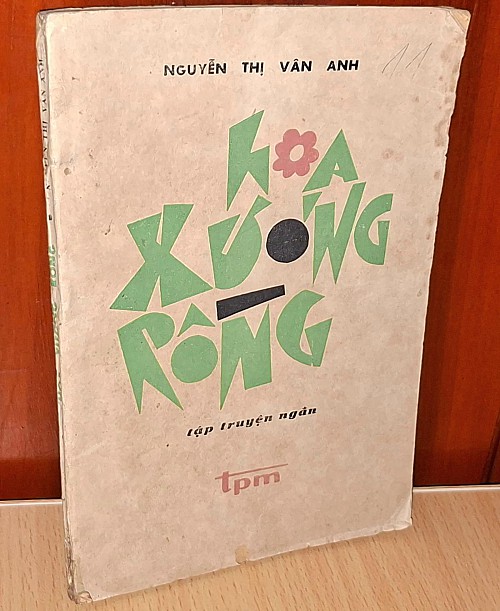 NGUYỄN THỊ VÂN ANH
11
HOA
XƯƠNG
RỒNG
tập truyện ngắn
tpm